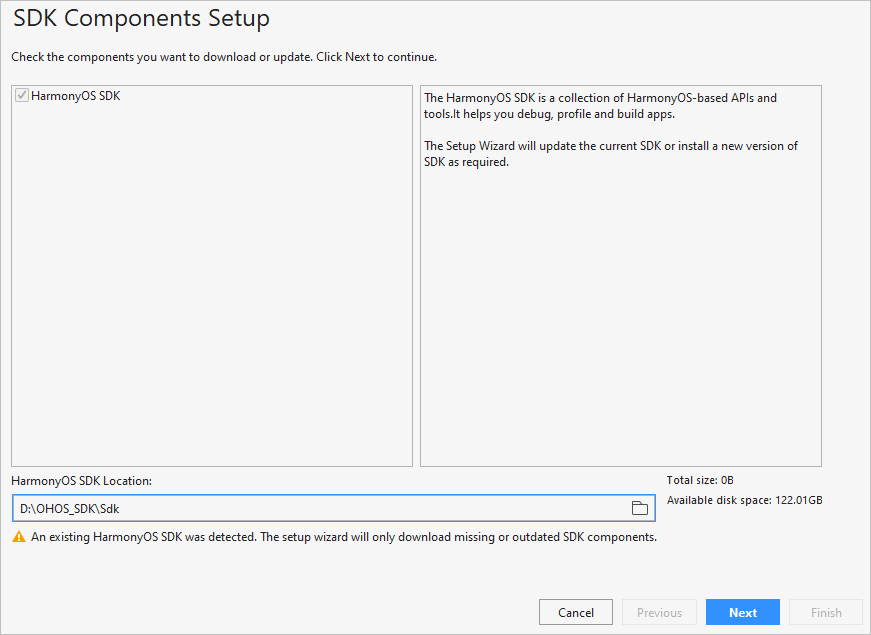 SDK Components Setup
Check the components you want to download or update. Click Next to continue.
HarmonyOS SDK
The HarmonyOS SDK is a collection of HarmonyOS-based APIs and
tools.It helps you debug, profile and build apps.
The Setup Wizard will update the current SDK or install a new version of
SDK as required.
HarmonyOS SDK Location:
Total size: 0B
D:\OHOS_SDK\Sdk
Available disk space: 122.01GB
An existing HarmonyOS SDK was detected. The setup wizard will only download missing or outdated SDK components.
Cancel
Previous
Next
Finish